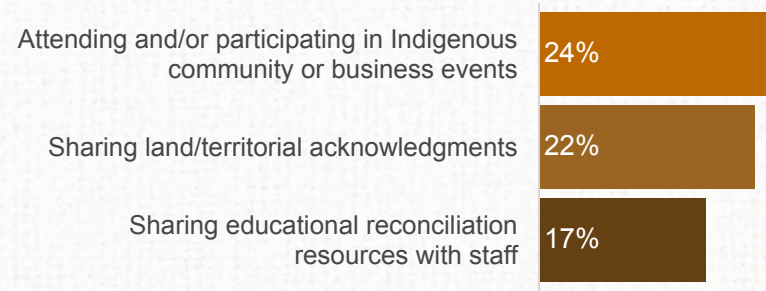 Attending and/or participating in Indigenous
community or business events
24%
Sharing land/territorial acknowledgments
22%
Sharing educational reconciliation
resources with staff
17%